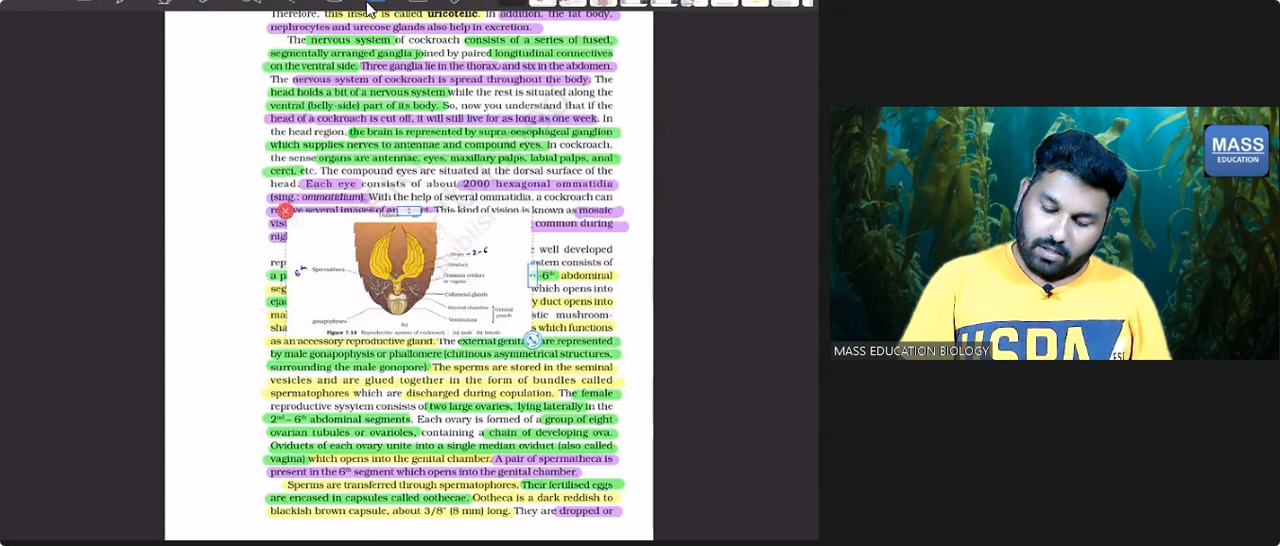 Therefore, this insect is called uricotelic. In addition, the fat body,
nephrocytes and urecose glands also help in excretion.
The nervous system of cockroach consists of a series of fused,
segmentally arranged ganglia joined by paired longitudinal connectives
on the ventral side. Three ganglia lie in the thorax, and six in the abdomen.
The nervous system of cockroach is spread throughout the body. The
head holds a bit of a nervous system while the rest is situated along the
ventral (belly-side) part of its body. So, now you understand that if the
head of a cockroach is cut off, it will still live for as long as one week. In
the head region, the brain is represented by supra-oesophageal ganglion
which supplies nerves to antennae and compound eyes. In cockroach,
the sense organs are antennae, eyes, maxillary palps, labial palps, anal
cerci, etc. The compound eyes are situated at the dorsal surface of the
head. Each eye consists of about 2000 hexagonal ommatidia
(sing.: ommatidium). With the help of several ommatidia, a cockroach can
several images of This kind of vision is known as mosaic
common during
well developed
Ovary -2-6
Oviduct
stem consists of
6th Spermatheca
Common oviduct
or vagina
a -6th abdominal
which opens into
Collaterial glands
y duct opens into
Genital chamber
Genital
pouch
stic mushroom-
gonapophyses
Vestibulum
(b)
s which functions
Figure 7.18 Reproductive system of cockroach : (a) male (b) female
as an accessory reproductive gland. The external genita are represented
by male gonapophysis or phallomere (chitinous asymmetrical structures,
surrounding the male gonopore). The sperms are stored in the seminal
vesicles and are glued together in the form of bundles called
spermatophores which are discharged during copulation. The female
reproductive sysytem consists of two large ovaries, lying laterally in the
2nd – 6th abdominal segments. Each ovary is formed of a group of eight
ovarian tubules or ovarioles, containing a chain of developing ova.
Oviducts of each ovary unite into a single median oviduct (also called
vagina) which opens into the genital chamber. A pair of spermatheca is
present in the 6th segment which opens into the genital chamber.
Sperms are transferred through spermatophores. Their fertilised eggs
are encased in capsules called oothecae. Ootheca is a dark reddish to
blackish brown capsule, about 3/8" (8 mm) long. They are dropped or
MASS
EDUCATION
MASS EDUCATION BIOLOGY